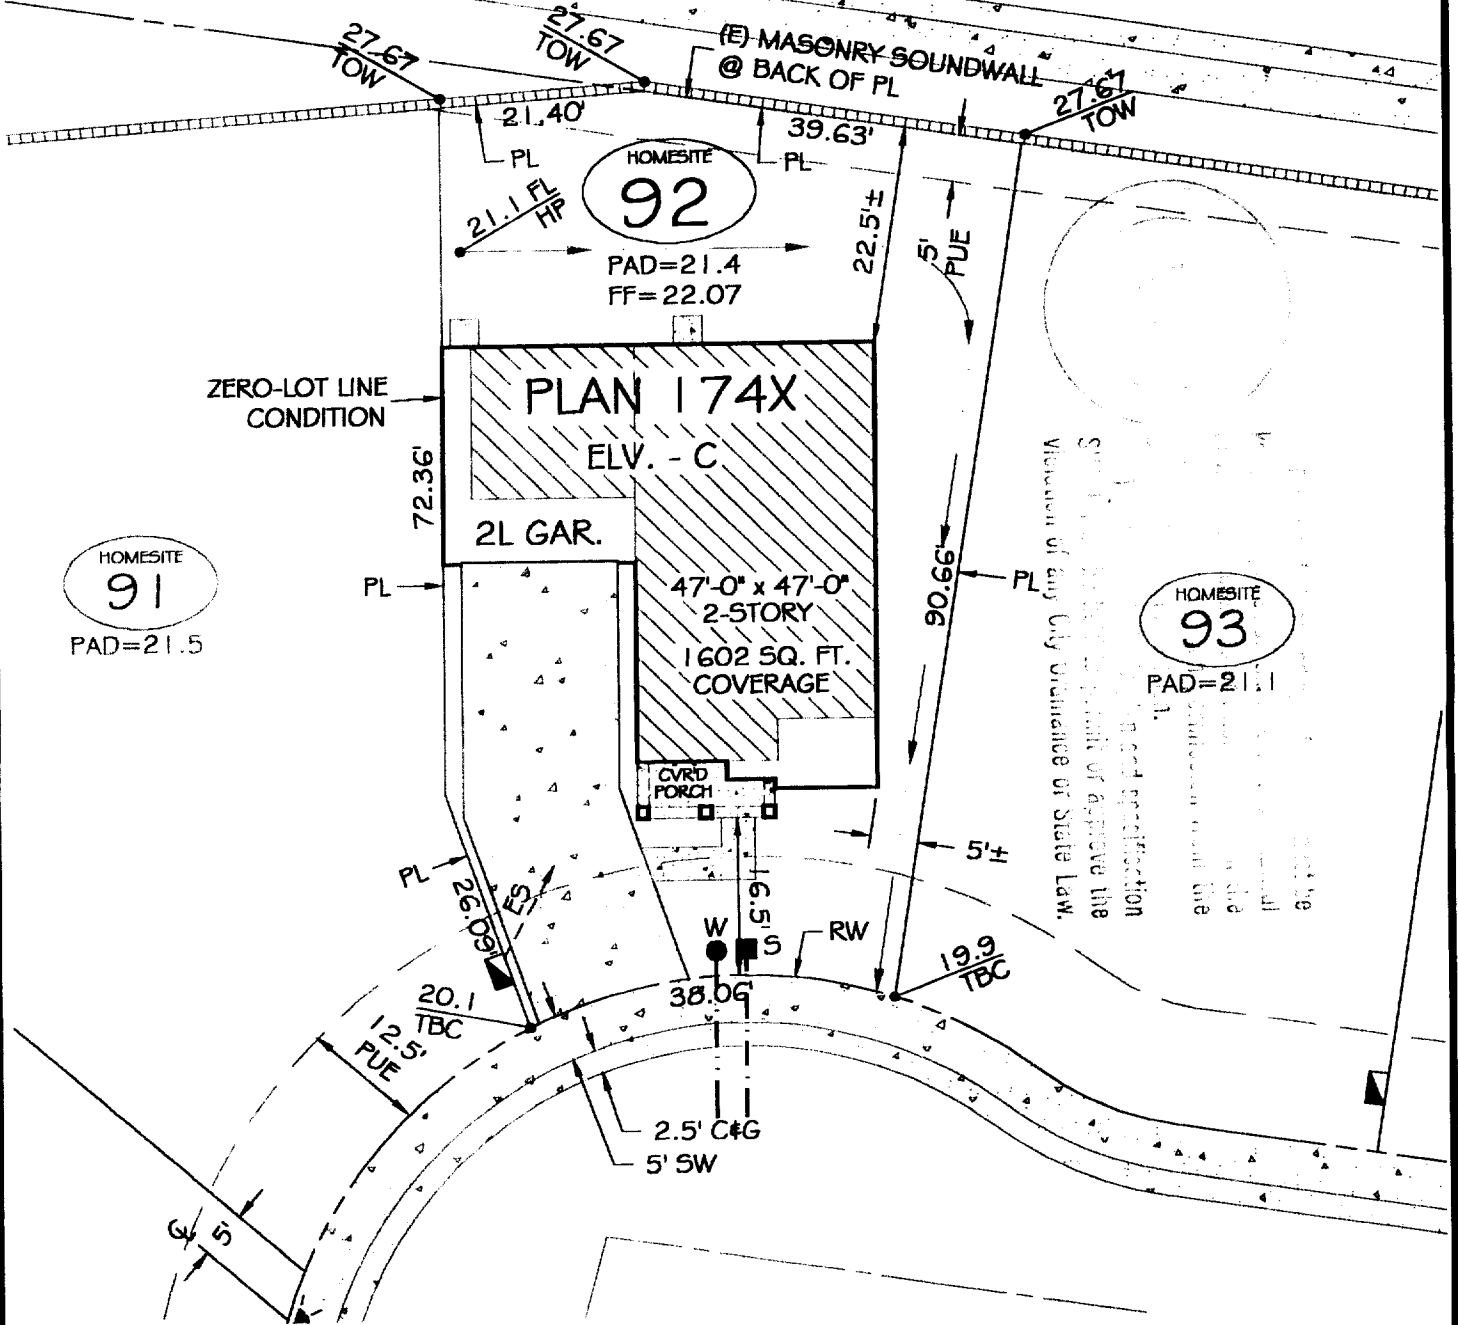 27.67
TOW
27.67
TOW
(E) MASONRY SOUNDWALL
@ BACK OF PL
27.67
TOW
21.40'
39.63'
PL
PL
HOMESITE
92
21.1 FL
HP
PAD=21.4
FF=22.07
22.5'±
5'
PUE
ZERO-LOT LINE
CONDITION
PLAN 174X
ELV. - C
72.36'
2L GAR.
HOMESITE
91
PAD=21.5
PL
47'-0" x 47'-0"
2-STORY
1602 SQ. FT.
COVERAGE
90.66'
PL
HOMESITE
93
PAD=21.1
CVR'D
PORCH
5'±
PL
26.09'
ES
16.5'
W
S
RW
19.9
TBC
38.06'
20.1
TBC
12.5'
PUE
2.5' C&G
5' SW
℄
5'
specification
or approve the
violation of any City Ordinance or State Law.